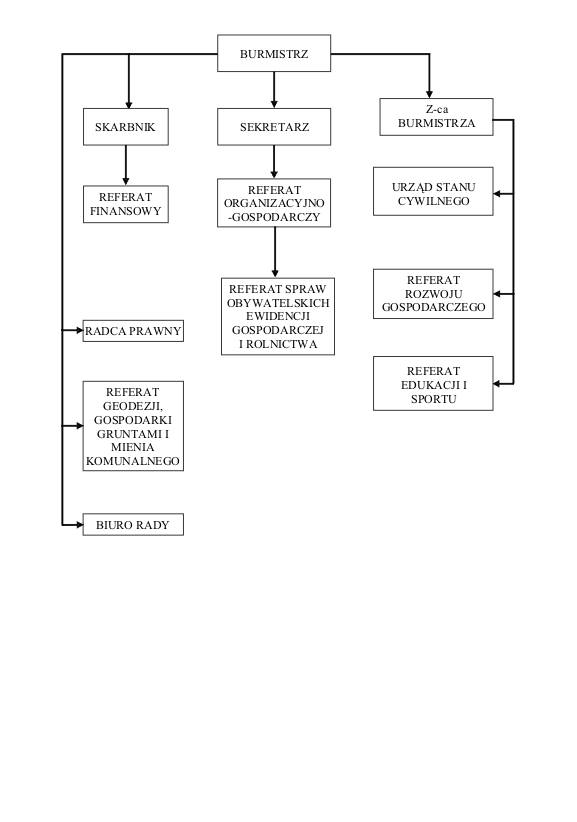 BURMISTRZ
SKARBNIK
SEKRETARZ
Z-ca
BURMISTRZA
REFERAT
FINANSOWY
REFERAT
ORGANIZACYJNO
-GOSPODARCZY
URZĄD STANU
CYWILNEGO
REFERAT SPRAW
OBYWATELSKICH
EWIDENCJI
GOSPODARCZEJ
I ROLNICTWA
REFERAT
ROZWOJU
GOSPODARCZEGO
RADCA PRAWNY
REFERAT
EDUKACJI I
SPORTU
REFERAT
GEODEZJI,
GOSPODARKI
GRUNTAMI I
MIENIA
KOMUNALNEGO
BIURO RADY